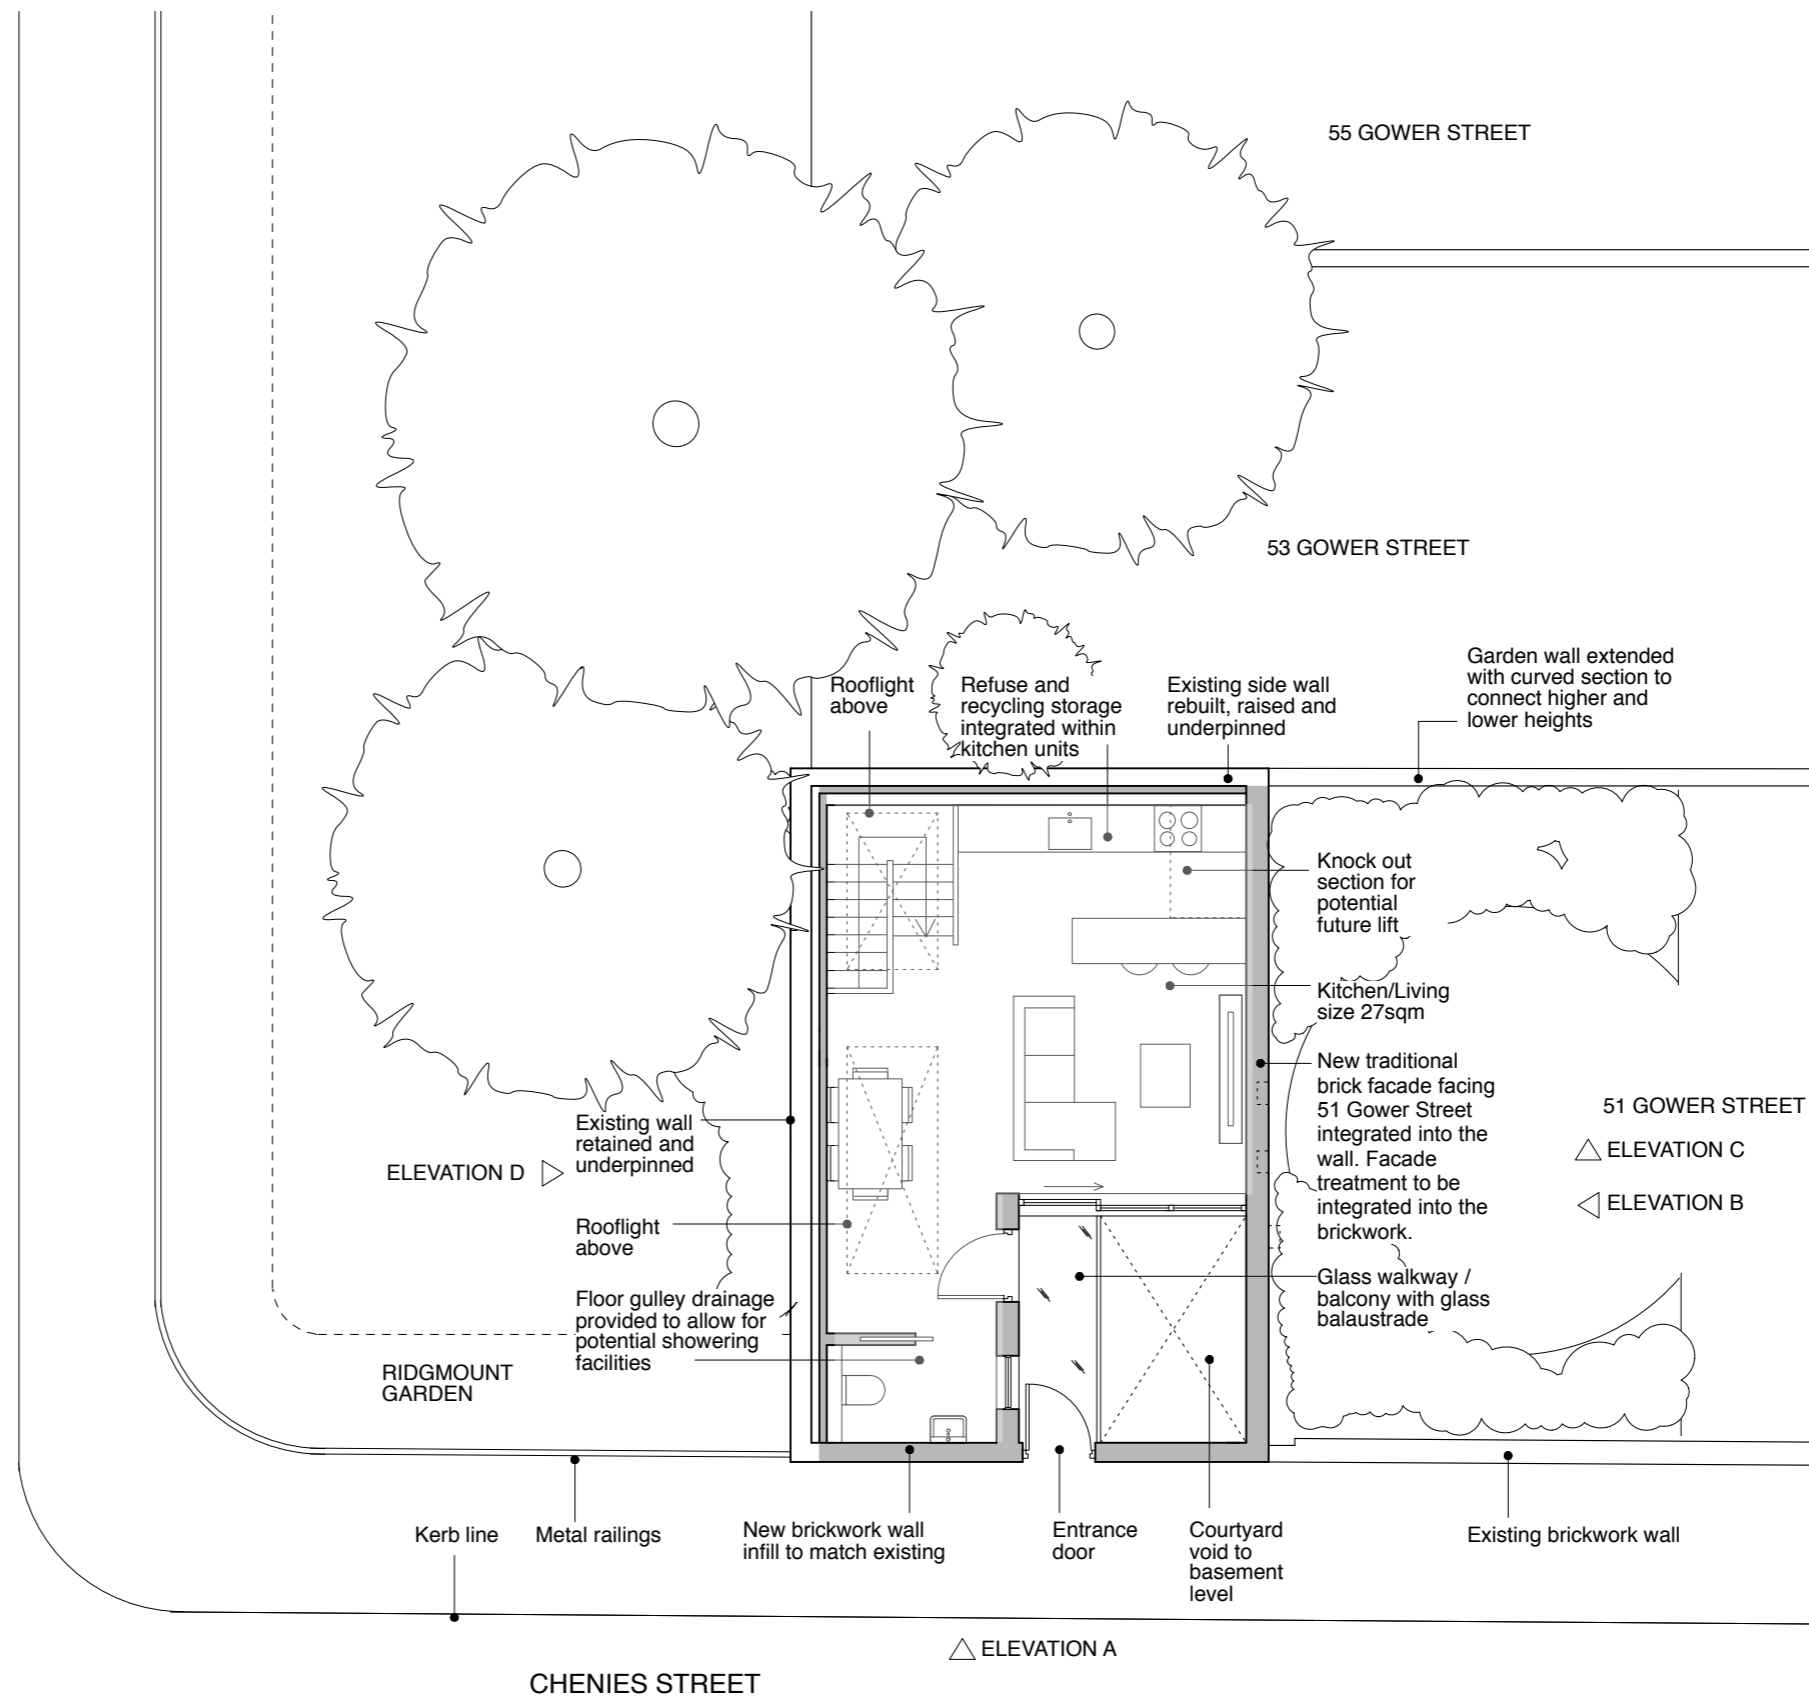 55 GOWER STREET
53 GOWER STREET
Garden wall extended
with curved section to
connect higher and
lower heights
Rooflight
above
Refuse and
recycling storage
integrated within
kitchen units
Existing side wall
rebuilt, raised and
underpinned
Knock out
section for
potential
future lift
Kitchen/Living
size 27sqm
New traditional
brick facade facing
51 Gower Street
integrated into the
wall. Facade
treatment to be
integrated into the
brickwork.
51 GOWER STREET
ELEVATION C
ELEVATION B
Existing wall
retained and
underpinned
ELEVATION D
Rooflight
above
Glass walkway /
balcony with glass
balaustrade
Floor gulley drainage
provided to allow for
potential showering
facilities
RIDGMOUNT
GARDEN
Kerb line
Metal railings
New brickwork wall
infill to match existing
Entrance
door
Courtyard
void to
basement
level
Existing brickwork wall
ELEVATION A
CHENIES STREET